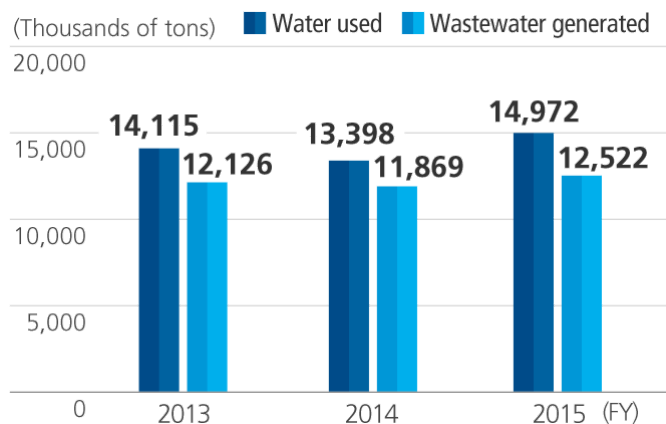 (Thousands of tons) Water used Wastewater generated
20,000
14,115 13,398 14,972
15,000
12,126 11,869 12,522
10,000
5,000
0
2013 2014 2015 (FY)